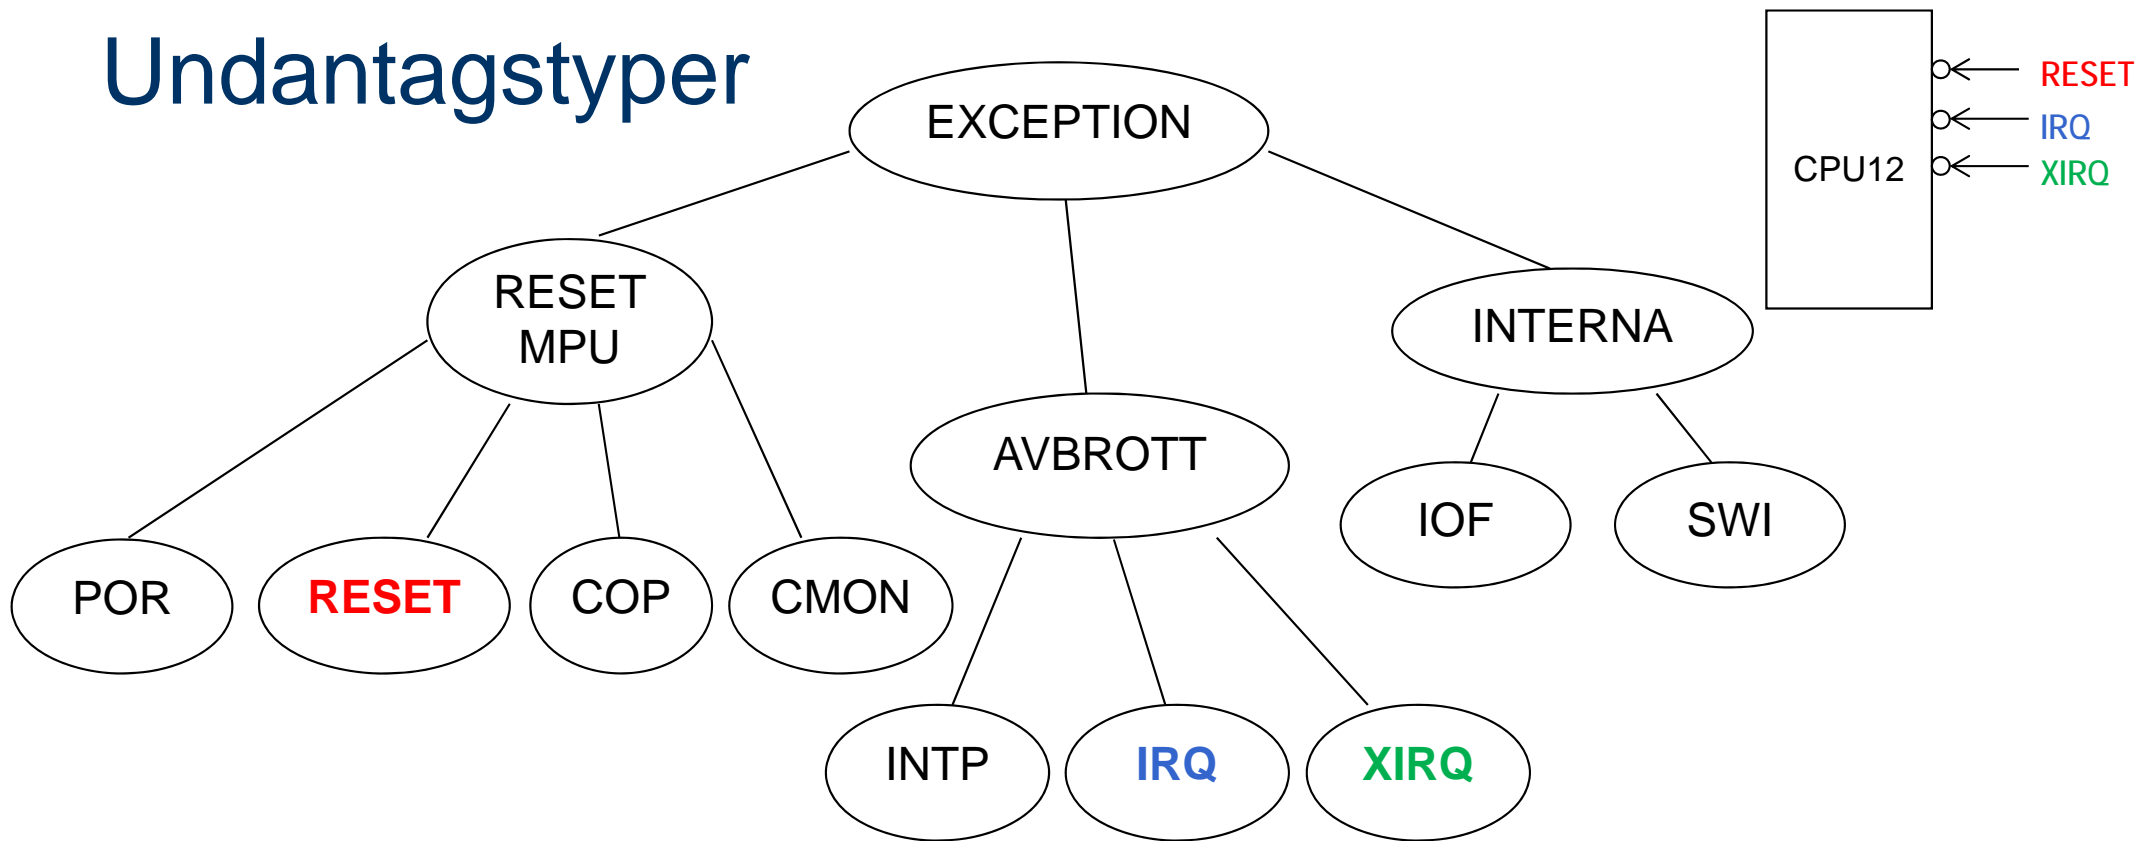 Undantagstyper
EXCEPTION
RESET
IRQ
XIRQ
CPU12
RESET
MPU
INTERNA
AVBROTT
IOF
SWI
POR
RESET
COP
CMON
INTP
IRQ
XIRQ